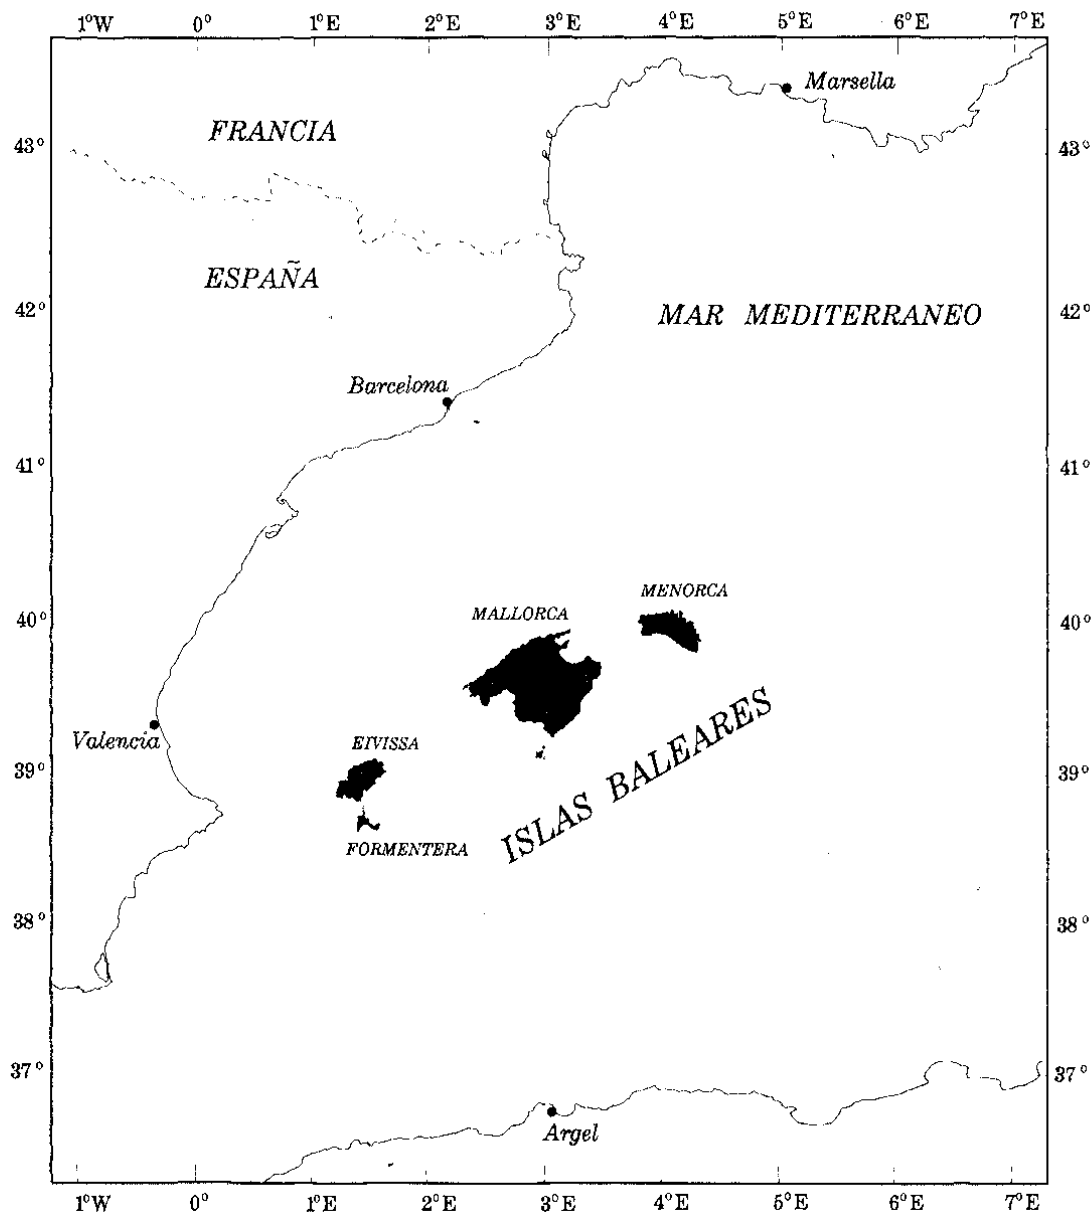 1°W 0° 1°E 2°E 3°E 4°E 5°E 6°E 7°E
Marsella
FRANCIA
43° 43°
ESPAÑA
42° 42°
MAR MEDITERRANEO
Barcelona
41° 41°
MENORCA
40° 40°
MALLORCA
Valencia
EIVISSA
39° 39°
ISLAS BALEARES
FORMENTERA
38° 38°
37° 37°
Argel
1°W 0° 1°E 2°E 3°E 4°E 5°E 6°E 7°E